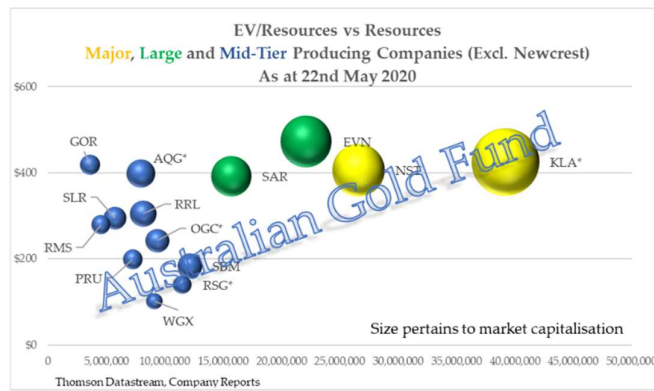 EV/Resources vs Resources
Major, Large and Mid-Tier Producing Companies (Excl. Newcrest)
As at 22nd May 2020
$600
GOR
AQG*
EVN
KLA*
$400
SAR
NST
SLR
RRL
RMS
OGC*
$200
PRU
SBM
RSG*
WGX
Australian Gold Fund
Size pertains to market capitalisation
$0
0 5,000,000 10,000,000 15,000,000 20,000,000 25,000,000 30,000,000 35,000,000 40,000,000 45,000,000 50,000,000
Thomson Datastream, Company Reports